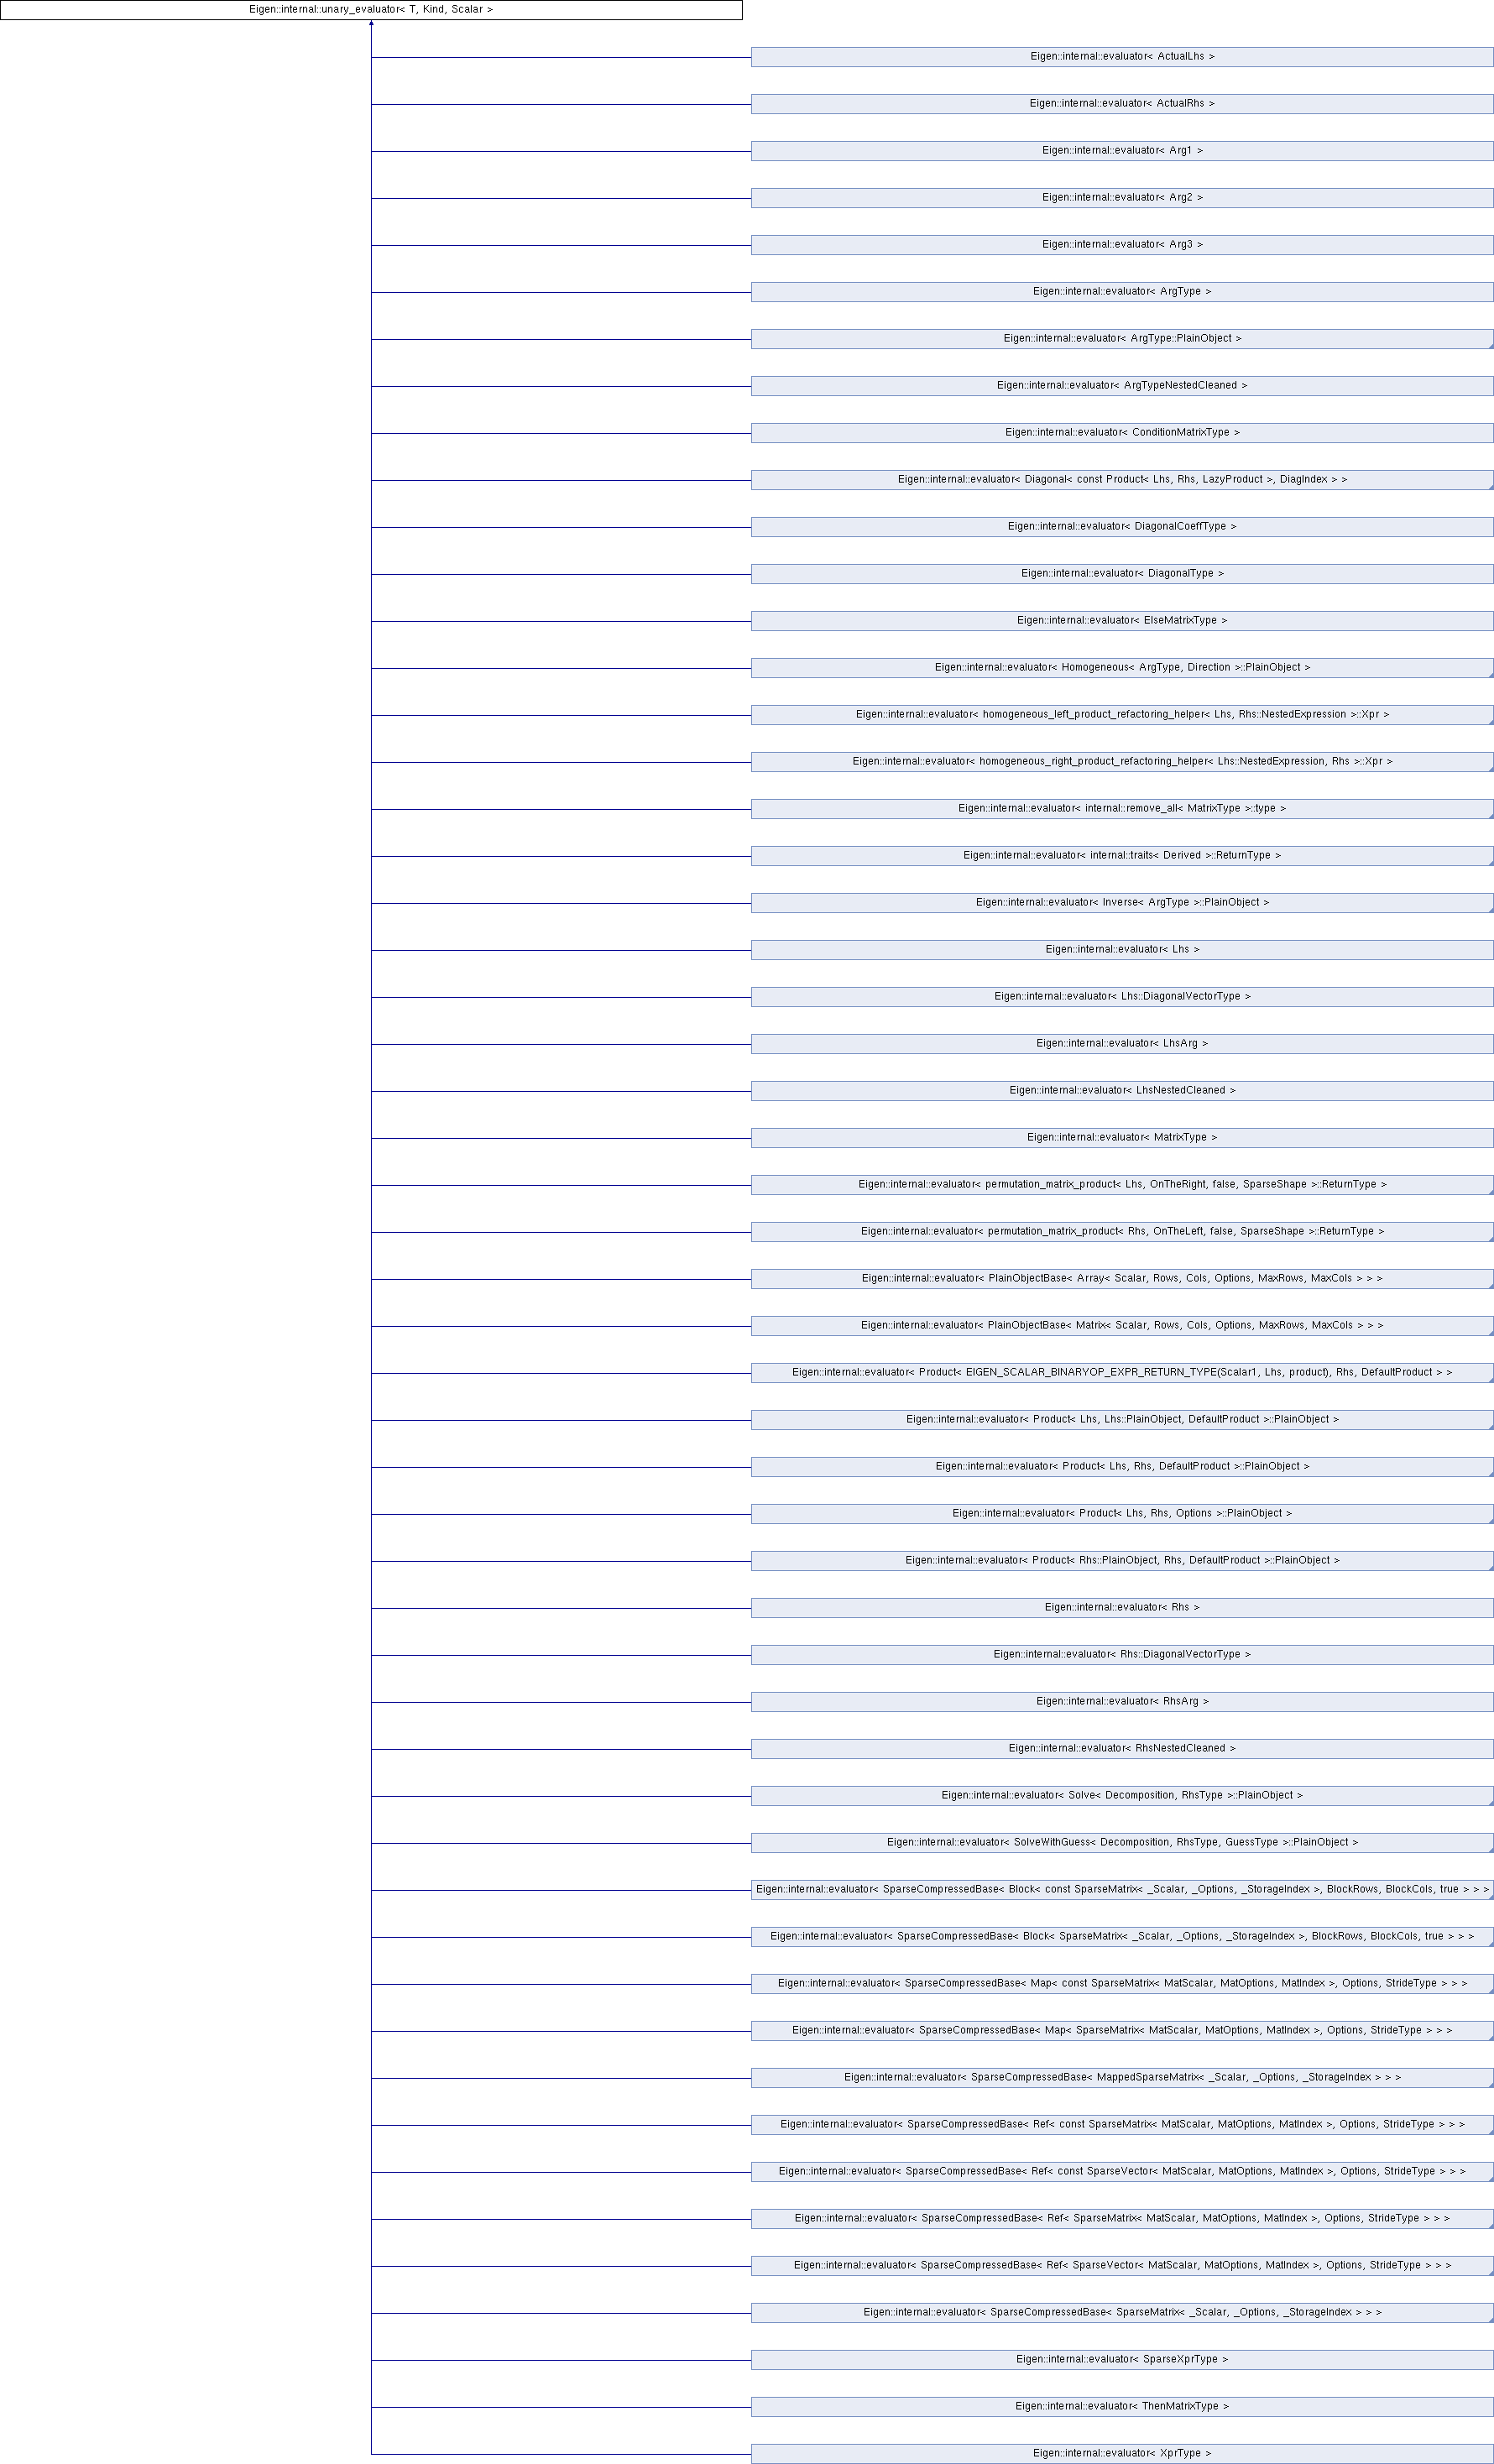 Eigen::internal::unary_evaluator< T, Kind, Scalar >
Eigen::internal::evaluator< ActualLhs >
Eigen::internal::evaluator< ActualRhs >
Eigen::internal::evaluator< Arg1 >
Eigen::internal::evaluator< Arg2 >
Eigen::internal::evaluator< Arg3 >
Eigen::internal::evaluator< ArgType >
Eigen::internal::evaluator< ArgType::PlainObject >
Eigen::internal::evaluator< ArgTypeNestedCleaned >
Eigen::internal::evaluator< ConditionMatrixType >
Eigen::internal::evaluator< Diagonal< const Product< Lhs, Rhs, LazyProduct >, DiagIndex > >
Eigen::internal::evaluator< DiagonalCoeffType >
Eigen::internal::evaluator< DiagonalType >
Eigen::internal::evaluator< ElseMatrixType >
Eigen::internal::evaluator< Homogeneous< ArgType, Direction >::PlainObject >
Eigen::internal::evaluator< homogeneous_left_product_refactoring_helper< Lhs, Rhs::NestedExpression >::Xpr >
Eigen::internal::evaluator< homogeneous_right_product_refactoring_helper< Lhs::NestedExpression, Rhs >::Xpr >
Eigen::internal::evaluator< internal::remove_all< MatrixType >::type >
Eigen::internal::evaluator< internal::traits< Derived >::ReturnType >
Eigen::internal::evaluator< Inverse< ArgType >::PlainObject >
Eigen::internal::evaluator< Lhs >
Eigen::internal::evaluator< Lhs::DiagonalVectorType >
Eigen::internal::evaluator< LhsArg >
Eigen::internal::evaluator< LhsNestedCleaned >
Eigen::internal::evaluator< MatrixType >
Eigen::internal::evaluator< permutation_matrix_product< Lhs, OnTheRight, false, SparseShape >::ReturnType >
Eigen::internal::evaluator< permutation_matrix_product< Rhs, OnTheLeft, false, SparseShape >::ReturnType >
Eigen::internal::evaluator< PlainObjectBase< Array< Scalar, Rows, Cols, Options, MaxRows, MaxCols > > >
Eigen::internal::evaluator< PlainObjectBase< Matrix< Scalar, Rows, Cols, Options, MaxRows, MaxCols > > >
Eigen::internal::evaluator< Product< EIGEN_SCALAR_BINARYOP_EXPR_RETURN_TYPE(Scalar1, Lhs, product), Rhs, DefaultProduct > >
Eigen::internal::evaluator< Product< Lhs, Lhs::PlainObject, DefaultProduct >::PlainObject >
Eigen::internal::evaluator< Product< Lhs, Rhs, DefaultProduct >::PlainObject >
Eigen::internal::evaluator< Product< Lhs, Rhs, Options >::PlainObject >
Eigen::internal::evaluator< Product< Rhs::PlainObject, Rhs, DefaultProduct >::PlainObject >
Eigen::internal::evaluator< Rhs >
Eigen::internal::evaluator< Rhs::DiagonalVectorType >
Eigen::internal::evaluator< RhsArg >
Eigen::internal::evaluator< RhsNestedCleaned >
Eigen::internal::evaluator< Solve< Decomposition, RhsType >::PlainObject >
Eigen::internal::evaluator< SolveWithGuess< Decomposition, RhsType, GuessType >::PlainObject >
Eigen::internal::evaluator< SparseCompressedBase< Block< const SparseMatrix< _Scalar, _Options, _StorageIndex >, BlockRows, BlockCols, true > > >
Eigen::internal::evaluator< SparseCompressedBase< Block< SparseMatrix< _Scalar, _Options, _StorageIndex >, BlockRows, BlockCols, true > > >
Eigen::internal::evaluator< SparseCompressedBase< Map< const SparseMatrix< MatScalar, MatOptions, MatIndex >, Options, StrideType > > >
Eigen::internal::evaluator< SparseCompressedBase< Map< SparseMatrix< MatScalar, MatOptions, MatIndex >, Options, StrideType > > >
Eigen::internal::evaluator< SparseCompressedBase< MappedSparseMatrix< _Scalar, _Options, _StorageIndex > > >
Eigen::internal::evaluator< SparseCompressedBase< Ref< const SparseMatrix< MatScalar, MatOptions, MatIndex >, Options, StrideType > > >
Eigen::internal::evaluator< SparseCompressedBase< Ref< const SparseVector< MatScalar, MatOptions, MatIndex >, Options, StrideType > > >
Eigen::internal::evaluator< SparseCompressedBase< Ref< SparseMatrix< MatScalar, MatOptions, MatIndex >, Options, StrideType > > >
Eigen::internal::evaluator< SparseCompressedBase< Ref< SparseVector< MatScalar, MatOptions, MatIndex >, Options, StrideType > > >
Eigen::internal::evaluator< SparseCompressedBase< SparseMatrix< _Scalar, _Options, _StorageIndex > > >
Eigen::internal::evaluator< SparseXprType >
Eigen::internal::evaluator< ThenMatrixType >
Eigen::internal::evaluator< XprType >